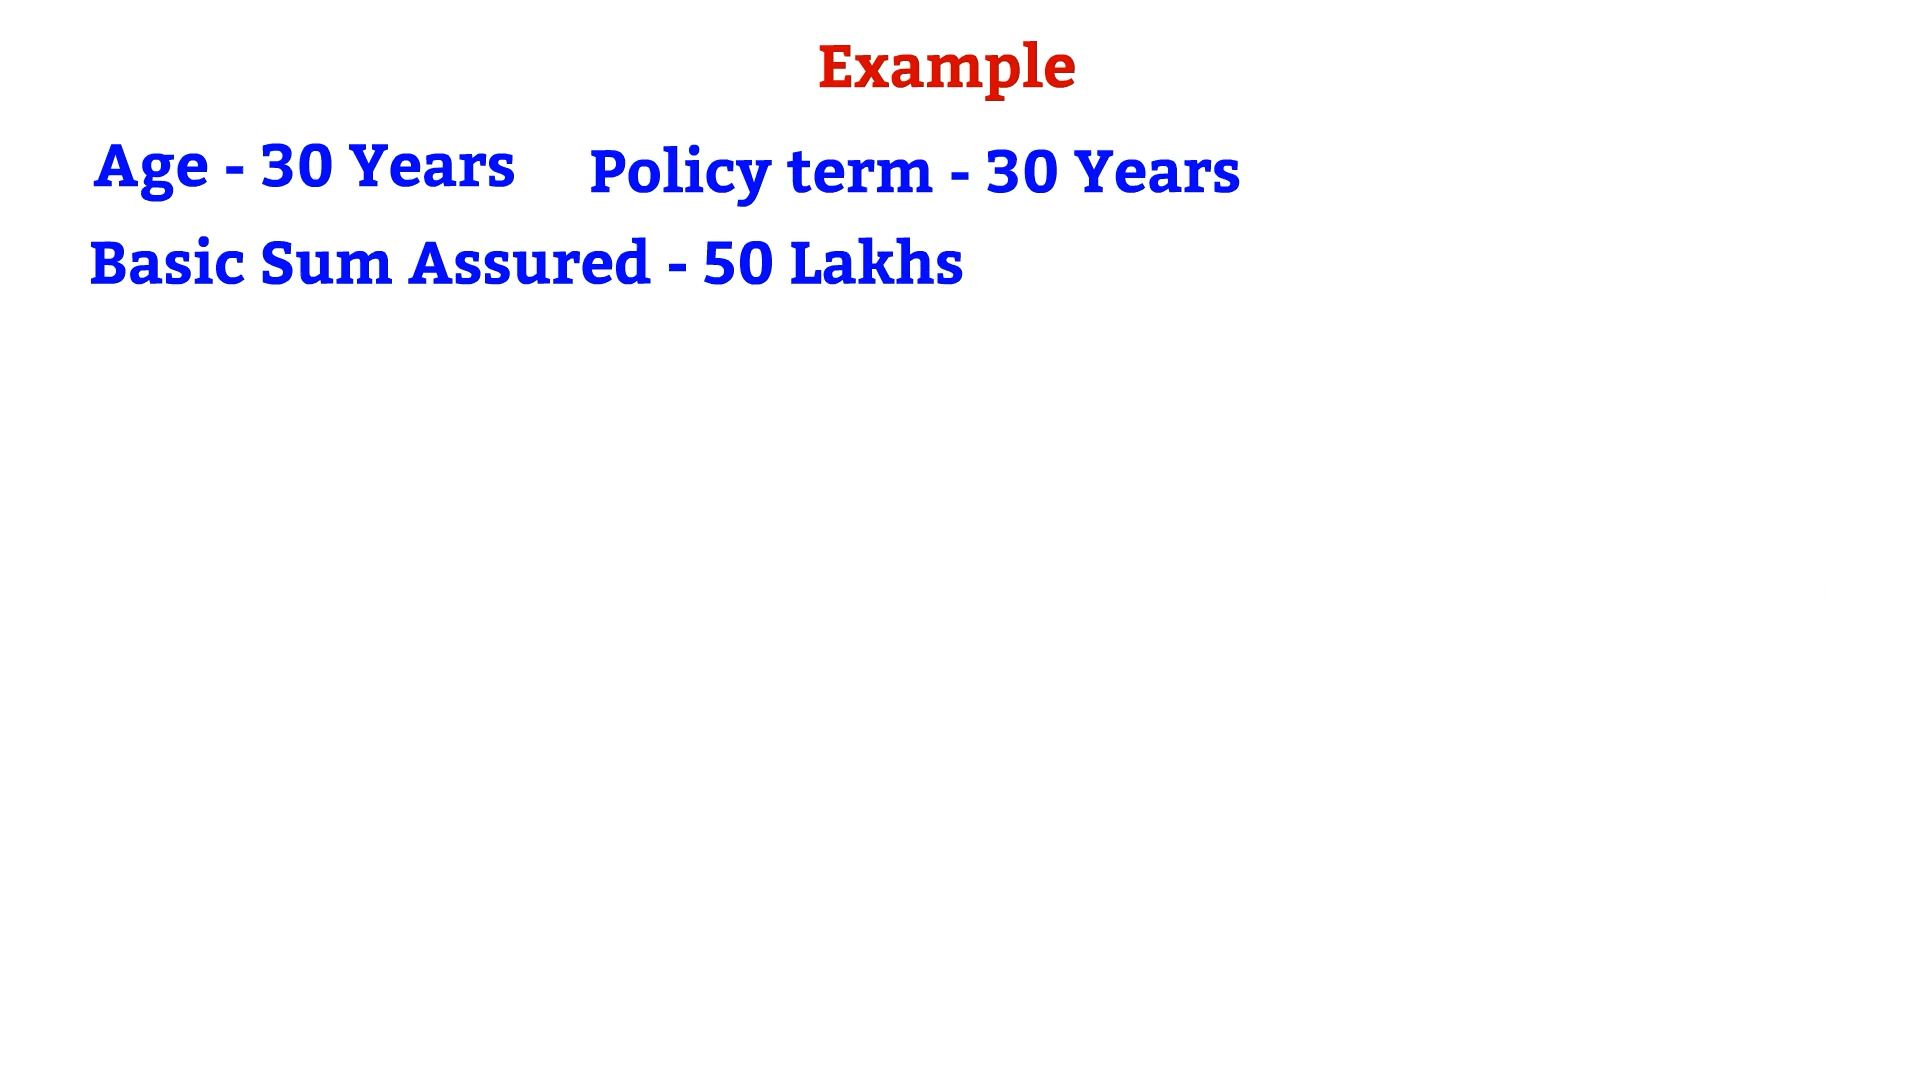 Example
Age - 30 Years Policy term - 30 Years
Basic Sum Assured - 50 Lakhs